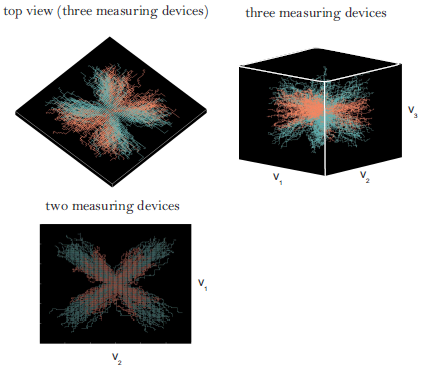 top view (three measuring devices)
three measuring devices
V3
V1
V2
two measuring devices
V1
V2